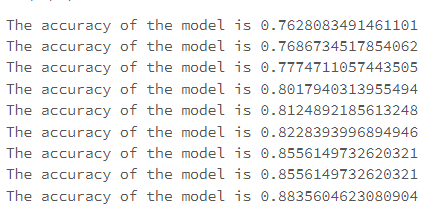 The accuracy of the model is 0.7628083491461101
The accuracy of the model is 0.7686734517854062
The accuracy of the model is 0.7774711057443505
The accuracy of the model is 0.8017940313955494
The accuracy of the model is 0.8124892185613248
The accuracy of the model is 0.8228393996894946
The accuracy of the model is 0.8556149732620321
The accuracy of the model is 0.8556149732620321
The accuracy of the model is 0.8835604623080904